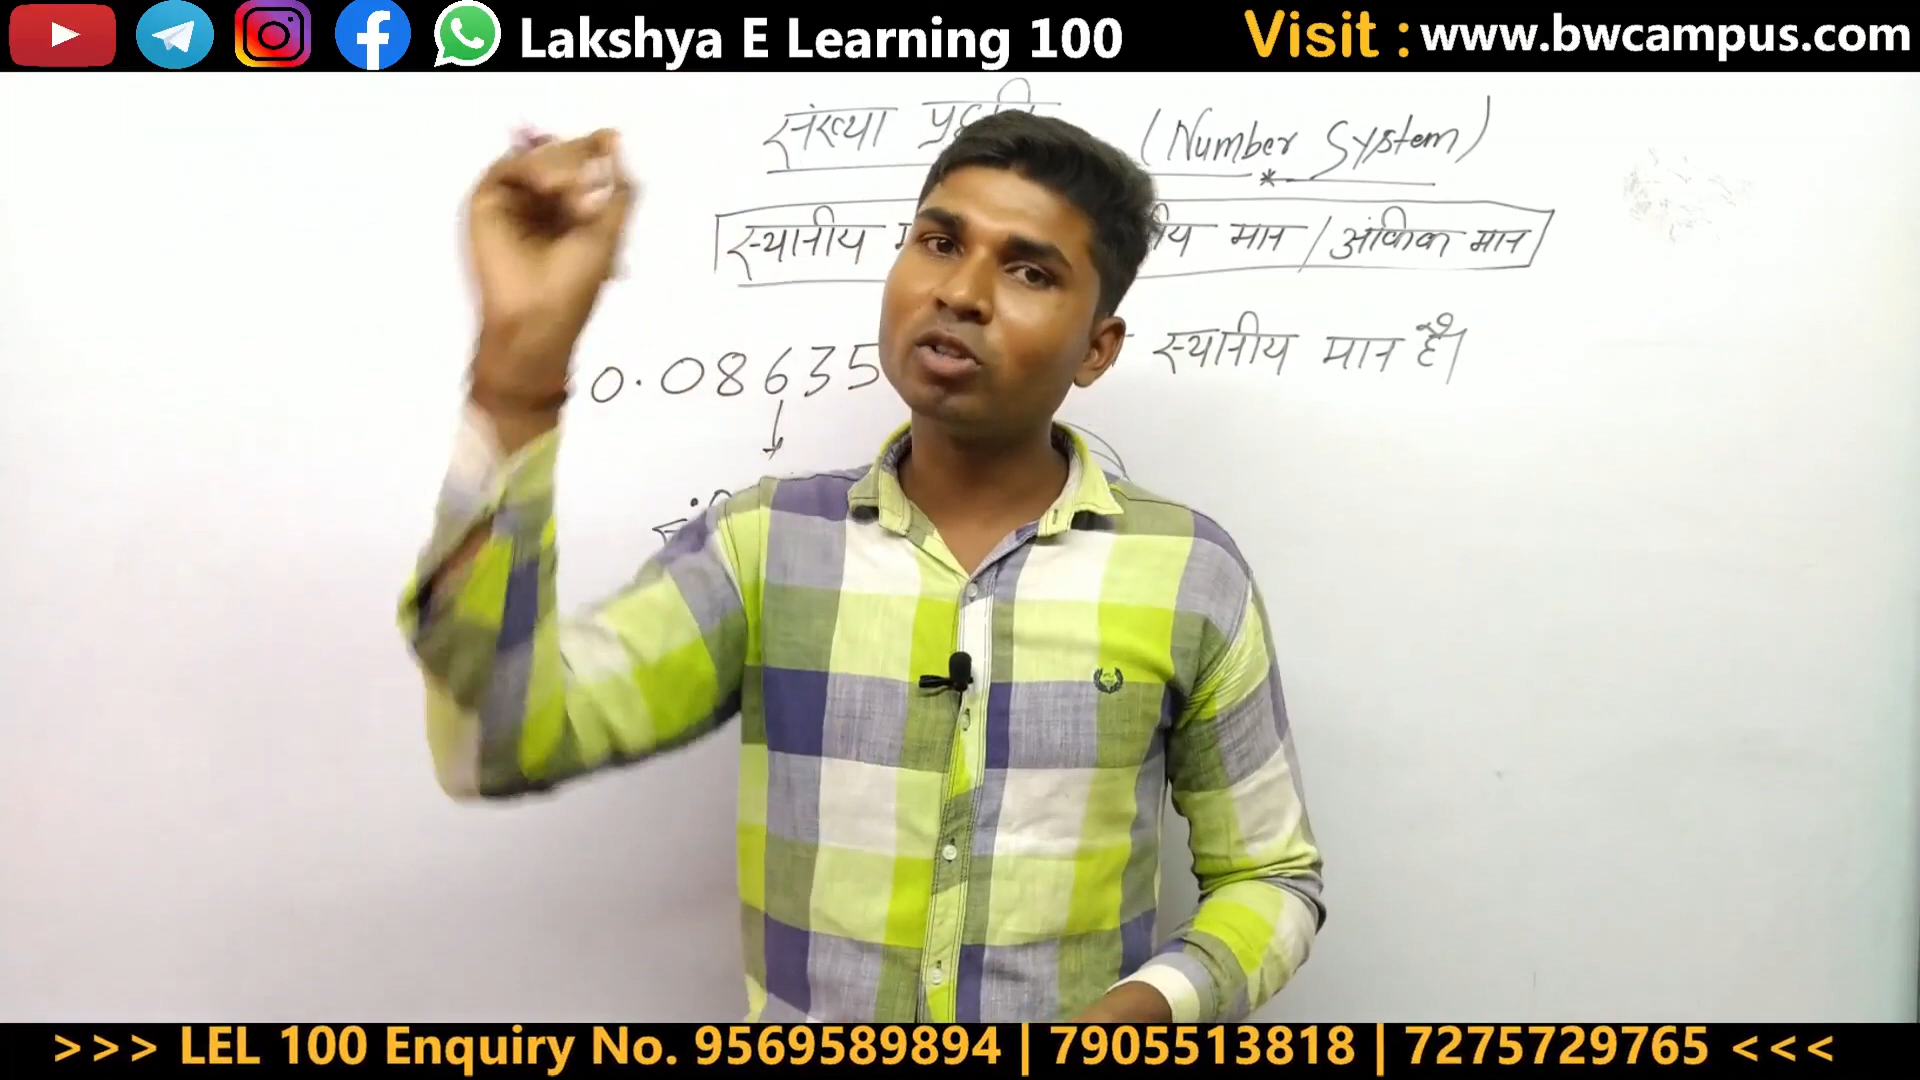 Lakshya E Learning 100 Visit : www.bwcampus.com
संख्या (Number System)
*
स्थानीय मान / आंकिक मान
0.08635 स्थानीय मान है।
>>> LEL 100 Enquiry No. 9569589894 | 7905513818 | 7275729765 <<<